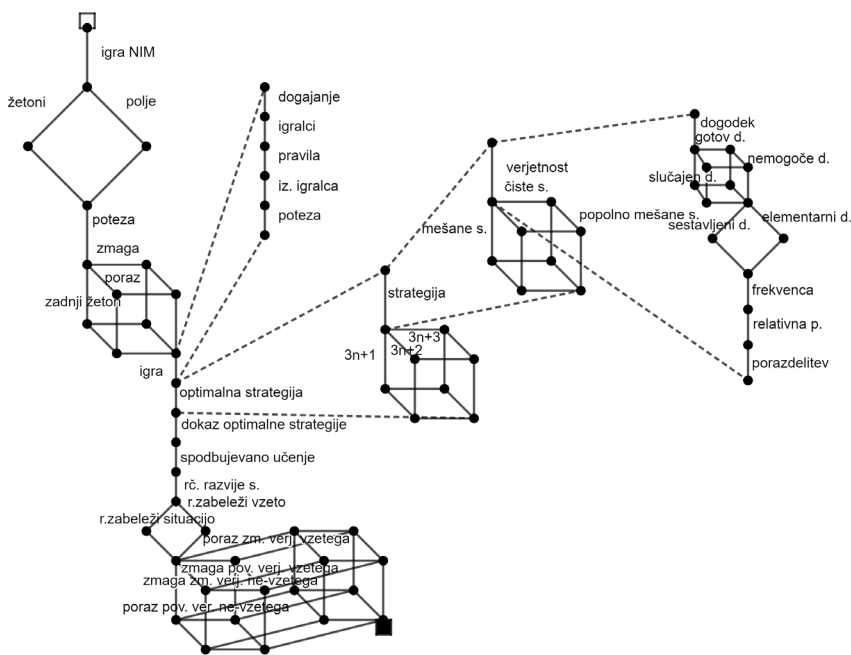 igra NIM
žetoni
polje
poteza
zmaga
poraz
zadnji žeton
igra
dogajanje
igralci
pravila
iz. igralca
poteza
optimalna strategija
dokaz optimalne strategije
spodbujevano učenje
rč. razvije s.
r.zabeleži vzeto
r.zabeleži situacijo
poraz zm. verj. vzetega
zmaga pov. verj. vzetega
zmaga zm. verj. ne-vzetega
poraz pov. ver. ne-vzetega
strategija
3n+3
3n+2
3n+1
verjetnost
čiste s.
mešane s.
popolno mešane s.
dogodek
gotov d.
nemogoče d.
slučajen d.
elementarni d.
sestavljeni d.
frekvenca
relativna p.
porazdelitev